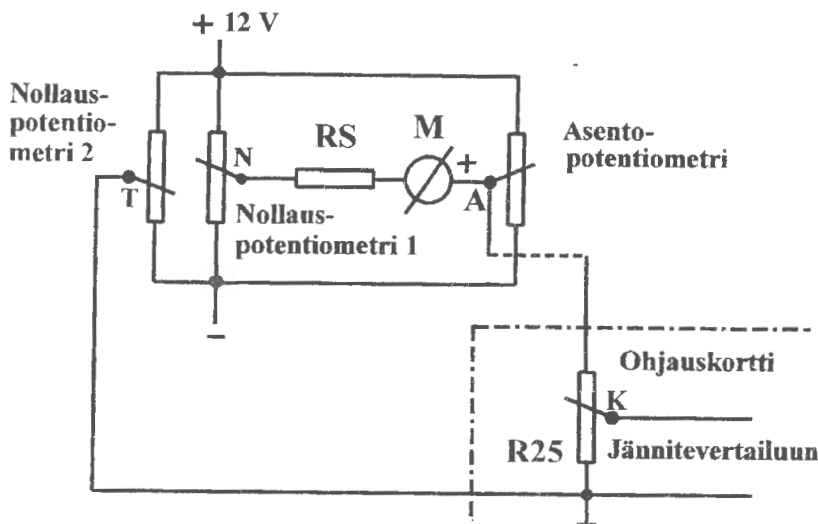 + 12 V
Nollaus-
potentio-
metri 2
T
N
RS
M
+
A
Asento-
potentiometri
Nollaus-
potentiometri 1
−
Ohjauskortti
K
R25
Jännitevertailuun